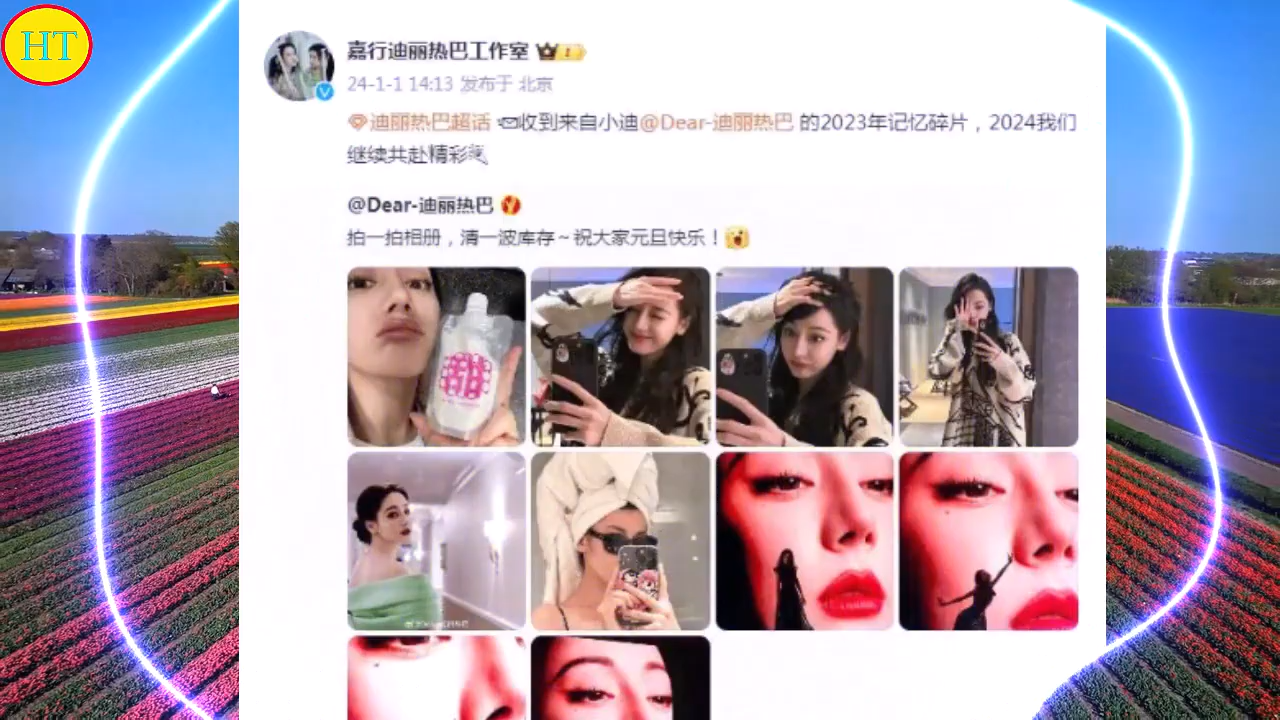 HT
嘉行迪丽热巴工作室
24-1-1 14:13 发布于 北京
迪丽热巴超话 收到来自小迪@Dear-迪丽热巴 的2023年记忆碎片，2024我们
继续共赴精彩
@Dear-迪丽热巴
拍一拍相册，清一波库存~祝大家元旦快乐！